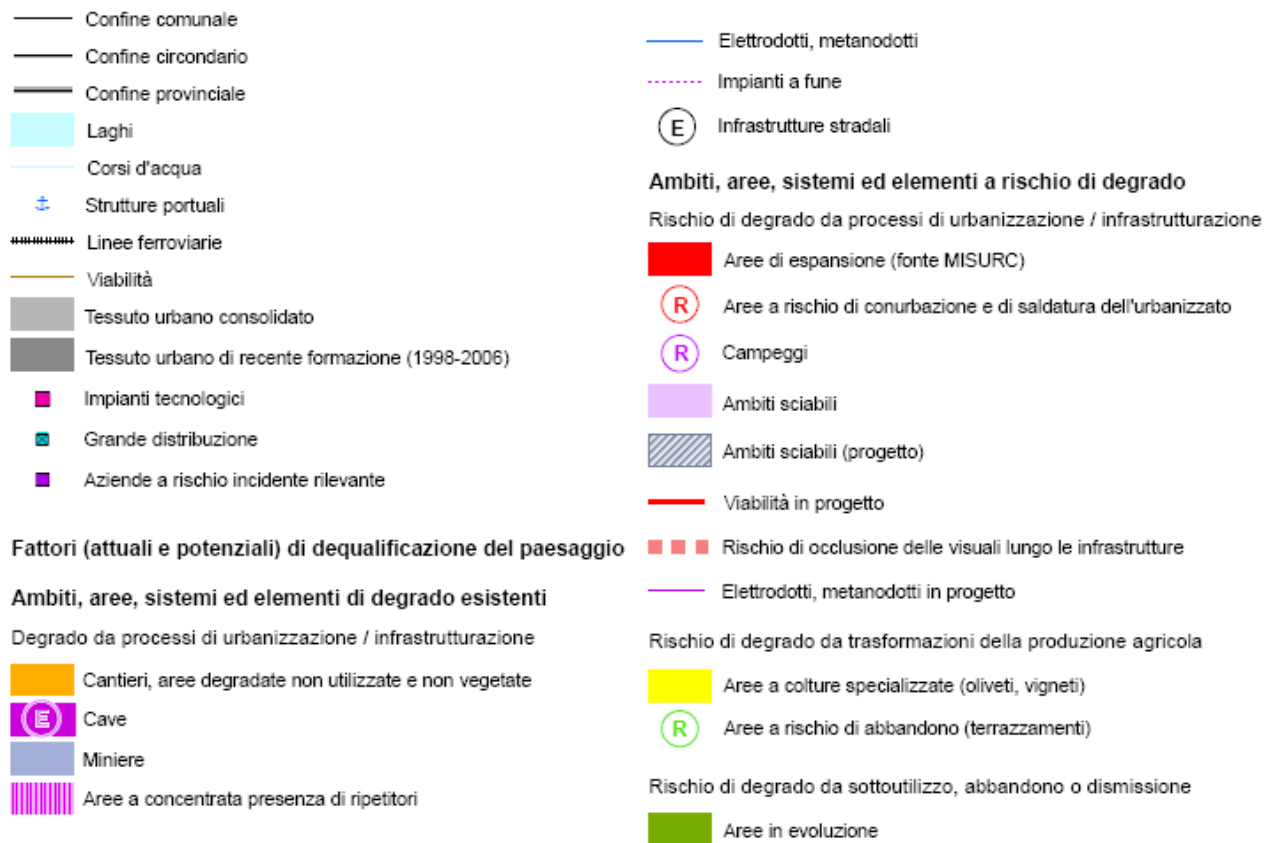 Confine comunale
Confine circondario
Confine provinciale
Laghi
Corsi d'acqua
Strutture portuali
Linee ferroviarie
Viabilità
Tessuto urbano consolidato
Tessuto urbano di recente formazione (1998-2006)
Impianti tecnologici
Grande distribuzione
Aziende a rischio incidente rilevante
Fattori (attuali e potenziali) di dequalificazione del paesaggio
Ambiti, aree, sistemi ed elementi di degrado esistenti
Degrado da processi di urbanizzazione / infrastrutturazione
Cantieri, aree degradate non utilizzate e non vegetate
E Cave
Miniere
Aree a concentrata presenza di ripetitori
Elettrodotti, metanodotti
Impianti a fune
E Infrastrutture stradali
Ambiti, aree, sistemi ed elementi a rischio di degrado
Rischio di degrado da processi di urbanizzazione / infrastrutturazione
Aree di espansione (fonte MISURC)
R Aree a rischio di conurbazione e di saldatura dell'urbanizzato
R Campeggi
Ambiti sciabili
Ambiti sciabili (progetto)
Viabilità in progetto
Rischio di occlusione delle visuali lungo le infrastrutture
Elettrodotti, metanodotti in progetto
Rischio di degrado da trasformazioni della produzione agricola
Aree a colture specializzate (oliveti, vigneti)
R Aree a rischio di abbandono (terrazzamenti)
Rischio di degrado da sottoutilizzo, abbandono o dismissione
Aree in evoluzione